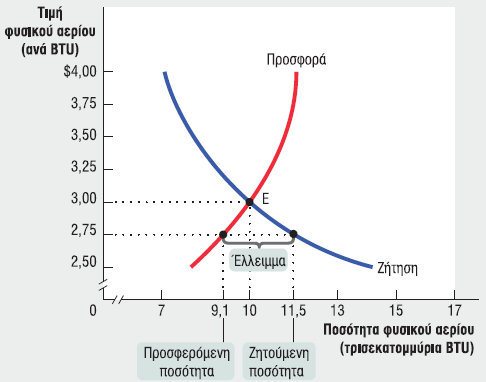 Τιμή
φυσικού αερίου
(ανά BTU)
$4,00
3,75
3,50
3,25
3,00
2,75
2,50
Προσφορά
E
Έλλειμμα
Ζήτηση
0 7 9,1 10 11,5 13 15 17
Ποσότητα φυσικού αερίου
(τρισεκατομμύρια BTU)
Προσφερόμενη
ποσότητα
Ζητούμενη
ποσότητα